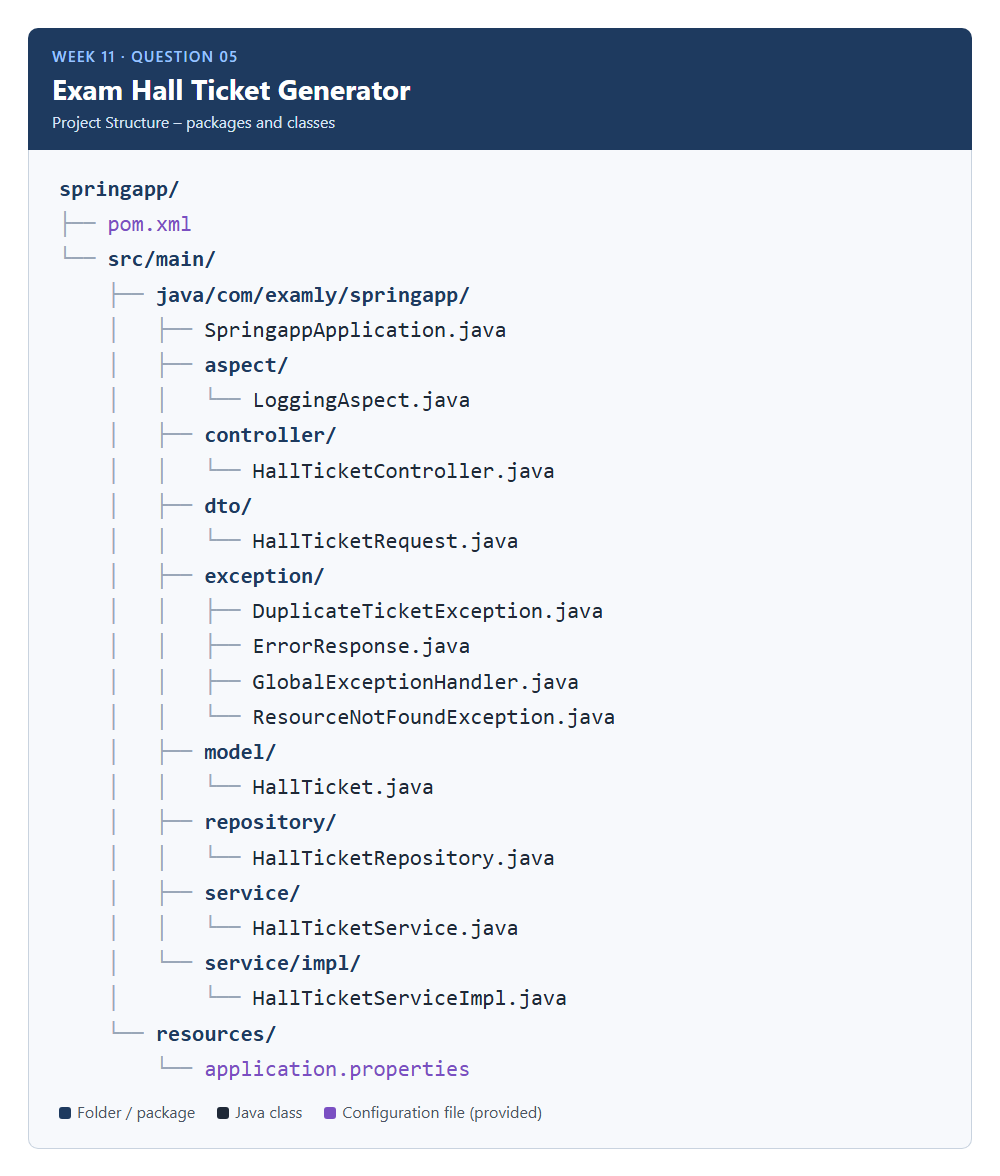 WEEK 11 · QUESTION 05
Exam Hall Ticket Generator
Project Structure – packages and classes
springapp/
├── pom.xml
└── src/main/
    ├── java/com/examly/springapp/
    │   ├── SpringappApplication.java
    │   ├── aspect/
    │   │   └── LoggingAspect.java
    │   ├── controller/
    │   │   └── HallTicketController.java
    │   ├── dto/
    │   │   └── HallTicketRequest.java
    │   ├── exception/
    │   │   ├── DuplicateTicketException.java
    │   │   ├── ErrorResponse.java
    │   │   ├── GlobalExceptionHandler.java
    │   │   └── ResourceNotFoundException.java
    │   ├── model/
    │   │   └── HallTicket.java
    │   ├── repository/
    │   │   └── HallTicketRepository.java
    │   ├── service/
    │   │   └── HallTicketService.java
    │   └── service/impl/
    │       └── HallTicketServiceImpl.java
    └── resources/
        └── application.properties
Folder / package Java class Configuration file (provided)